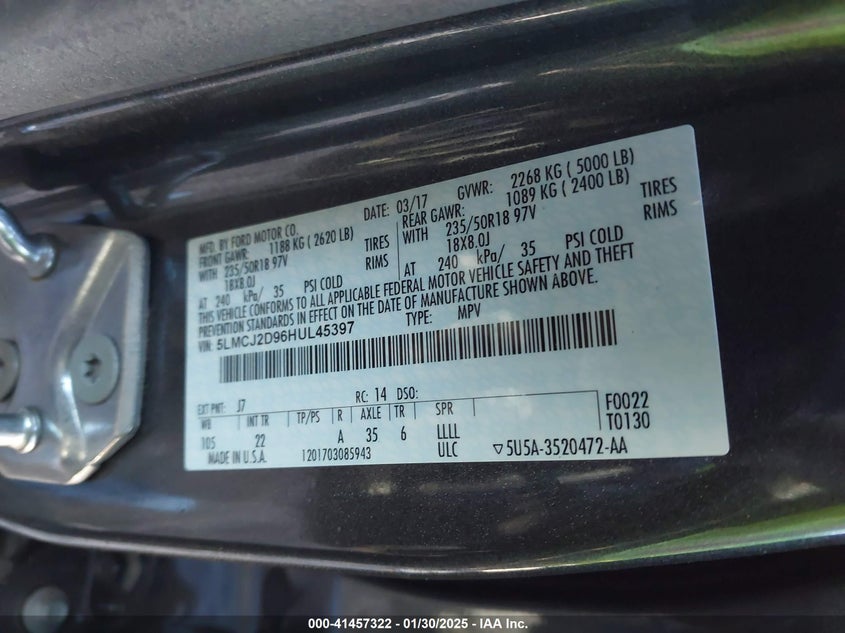 MFD. BY FORD MOTOR CO. DATE: 03/17 GVWR: 2268 KG ( 5000 LB)
FRONT GAWR: 1188 KG ( 2620 LB) REAR GAWR: 1089 KG ( 2400 LB)
WITH 235/50R18 97V TIRES WITH 235/50R18 97V TIRES
18X8.0J RIMS 18X8.0J RIMS
AT 240 kPa/ 35 PSI COLD AT 240 kPa/ 35 PSI COLD
THIS VEHICLE CONFORMS TO ALL APPLICABLE FEDERAL MOTOR VEHICLE SAFETY AND THEFT
PREVENTION STANDARDS IN EFFECT ON THE DATE OF MANUFACTURE SHOWN ABOVE.
VIN: 5LMCJ2D96HUL45397 TYPE: MPV
EXT PNT: J7 RC: 14 DSO: F0022
WB INT TR TP/PS R AXLE TR SPR T0130
105 22 A 35 6 LLLL
MADE IN U.S.A. 1201703085943 ULC ▽5U5A-3520472-AA
000-41457322 / 01/30/2025 - IAA Inc.